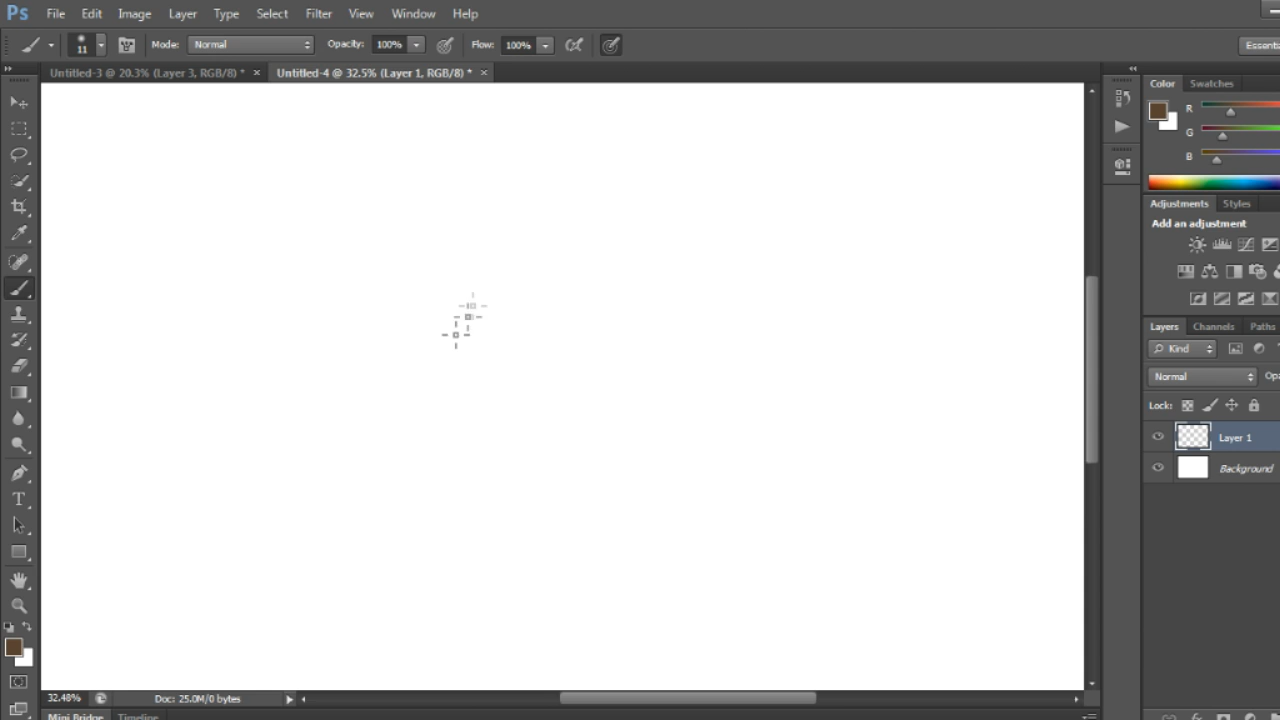 Ps File Edit Image Layer Type Select Filter View Window Help
11 Mode: Normal Opacity: 100% Flow: 100% Essentia
Untitled-3 @ 20.3% (Layer 3, RGB/8) * × Untitled-4 @ 32.5% (Layer 1, RGB/8) * ×
Color Swatches
R
G
B
Adjustments Styles
Add an adjustment
Layers Channels Paths
Kind
Normal Opa
Lock:
Layer 1
Background
T
32.48% Doc: 25.0M/0 bytes
Mini Bridge Timeline